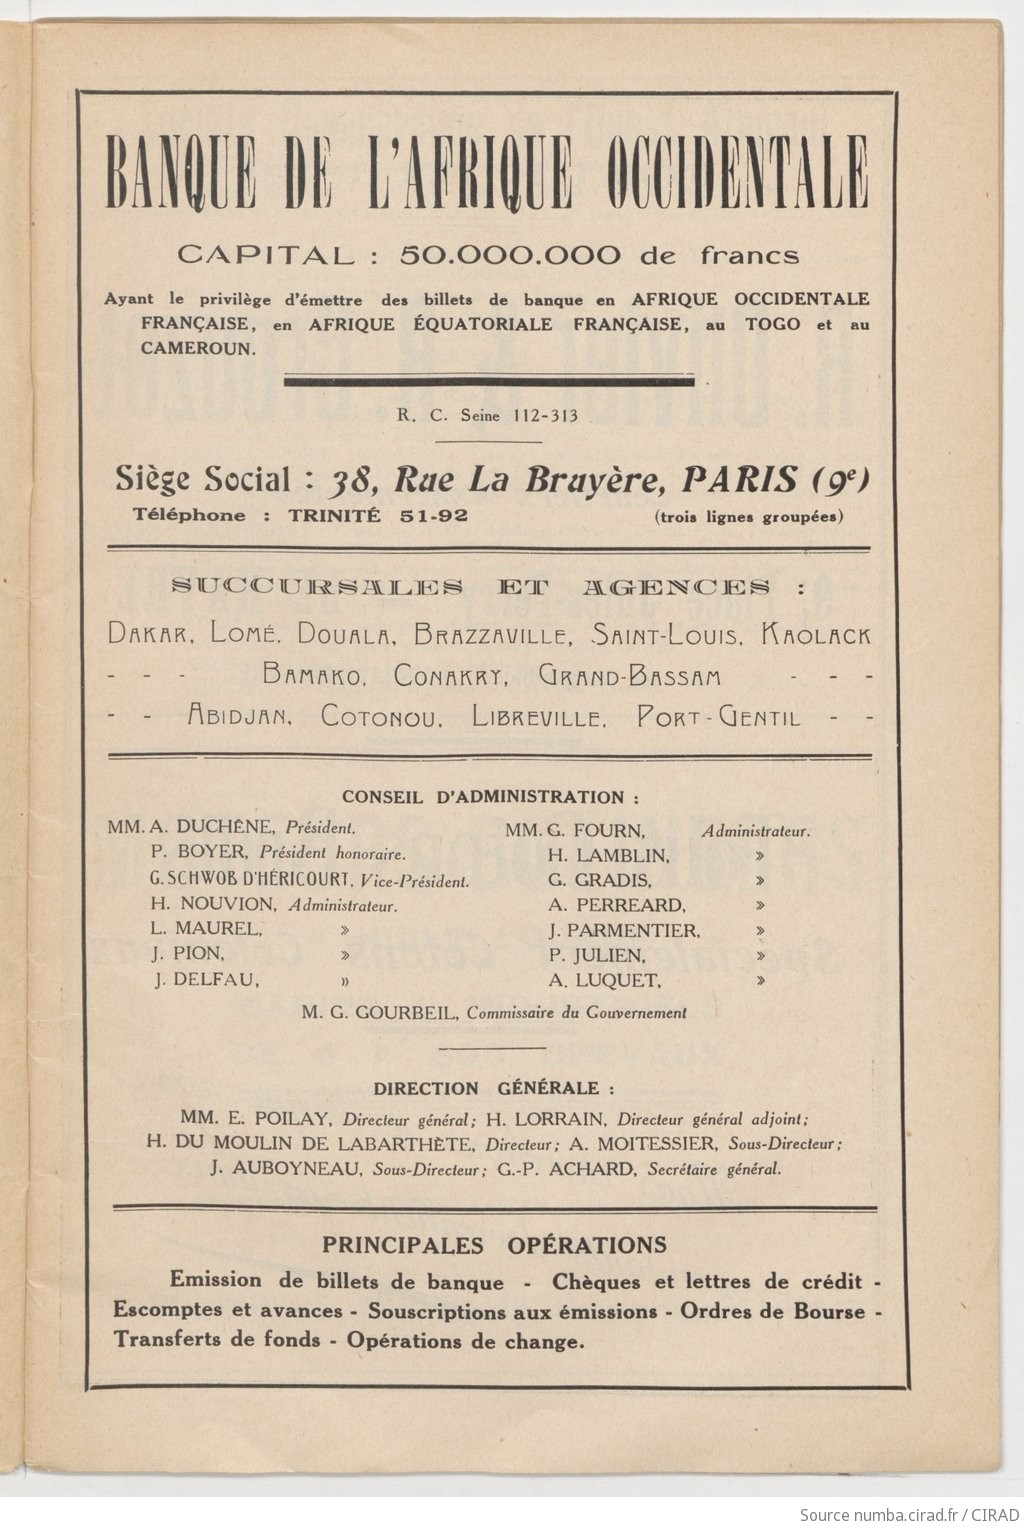 BANQUE DE L'AFRIQUE OCCIDENTALE
CAPITAL : 50.000.000 de francs
Ayant le privilège d'émettre des billets de banque en AFRIQUE OCCIDENTALE
FRANÇAISE, en AFRIQUE ÉQUATORIALE FRANÇAISE, au TOGO et au
CAMEROUN.
R. C. Seine 112-313
Siège Social : 38, Rue La Bruyère, PARIS (9e)
Téléphone : TRINITÉ 51-92 (trois lignes groupées)
SUCCURSALES ET AGENCES :
DAKAR, LOMÉ. DOUALA, BRAZZAVILLE, SAINT-LOUIS, KAOLACK
- - - BAMAKO, CONAKRY, GRAND-BASSAM - - -
- - ABIDJAN, COTONOU, LIBREVILLE, PORT-GENTIL - -
CONSEIL D'ADMINISTRATION :
MM. A. DUCHÊNE, Président.
P. BOYER, Président honoraire.
G. SCHWOB D'HÉRICOURT, Vice-Président.
H. NOUVION, Administrateur.
L. MAUREL, »
J. PION, »
J. DELFAU, »
MM. G. FOURN, Administrateur.
H. LAMBLIN, »
G. GRADIS, »
A. PERREARD, »
J. PARMENTIER, »
P. JULIEN, »
A. LUQUET, »
M. G. GOURBEIL, Commissaire du Gouvernement
DIRECTION GÉNÉRALE :
MM. E. POILAY, Directeur général; H. LORRAIN, Directeur général adjoint;
H. DU MOULIN DE LABARTHÈTE, Directeur; A. MOITESSIER, Sous-Directeur;
J. AUBOYNEAU, Sous-Directeur; G.-P. ACHARD, Secrétaire général.
PRINCIPALES OPÉRATIONS
Emission de billets de banque - Chèques et lettres de crédit -
Escomptes et avances - Souscriptions aux émissions - Ordres de Bourse -
Transferts de fonds - Opérations de change.
Source numba.cirad.fr / CIRAD